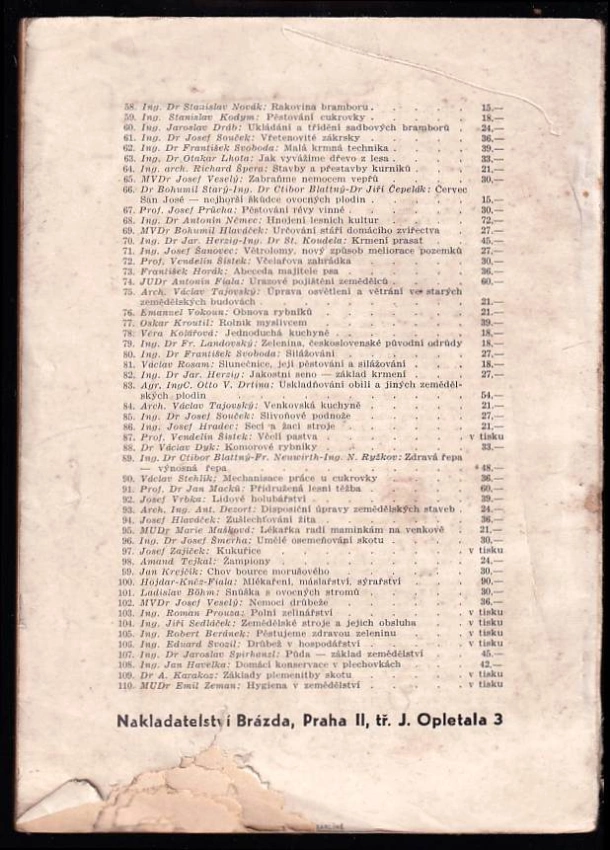 58. Ing. Dr Stanislav Novák: Rakovina bramborů . . . . . 15.—
59. Ing. Stanislav Kodym: Pěstování cukrovky . . . . . 18.—
60. Ing. Jaroslav Dráb: Ukládání a třídění sadbových bramborů . 24.—
61. Ing. Dr Josef Souček: Vřetenovité zákrsky . . . . . 36.—
62. Ing. Dr František Svoboda: Malá krmná technika . . . . 39.—
63. Ing. Dr Otakar Lhota: Jak vyvážíme dřevo z lesa . . . . 33.—
64. Ing. arch. Richard Špera: Stavby a přestavby kurníků . . . 21.—
65. MVDr Josef Veselý: Zabraňme nemocem vepřů . . . . 30.—
66. Dr Bohumil Starý-Ing. Dr Ctibor Blattný-Dr Jiří Čepelák: Červec
San José — nejhorší škůdce ovocných plodin . . . . . 15.—
67. Prof. Josef Průcha: Pěstování révy vinné . . . . . 30.—
68. Ing. Dr Antonín Němec: Hnojení lesních kultur . . . . 72.—
69. MVDr Bohumil Hlaváček: Určování stáří domácího zvířectva . 27.—
70. Ing. Dr Jar. Herzig-Ing. Dr St. Koudela: Krmení prasat . . 45.—
71. Ing. Josef Šanovec: Větrolomy, nový způsob meliorace pozemků 27.—
72. Prof. Vendelín Šístek: Včelařova zahrádka . . . . . 30.—
73. František Horák: Abeceda majitele psa . . . . . 36.—
74. JUDr Antonín Fiala: Úrazové pojištění zemědělců . . . . 60.—
75. Arch. Václav Tajovský: Úprava osvětlení a větrání ve starých
zemědělských budovách . . . . . 21.—
76. Emanuel Vokoun: Obnova rybníků . . . . . 21.—
77. Oskar Kroutil: Rolník myslivcem . . . . . 39.—
78. Věra Kolářová: Jednoduchá kuchyně . . . . . 18.—
79. Ing. Dr Fr. Landovský: Zelenina, československé původní odrůdy 18.—
80. Ing. Dr František Svoboda: Silážování . . . . . 27.—
81. Václav Rosam: Slunečnice, její pěstování a silážování . . . 18.—
82. Ing. Dr Jar. Herzig: Jakostní seno — základ krmení . . . 27.—
83. Agr. IngC. Otto V. Drtina: Uskladňování obilí a jiných zeměděl-
ských plodin . . . . . 54.—
84. Arch. Václav Tajovský: Venkovská kuchyně . . . . . 21.—
85. Ing. Dr Josef Souček: Slivoňové podnože . . . . . 27.—
86. Ing. Josef Hradec: Secí a žací stroje . . . . . 21.—
87. Prof. Vendelín Šístek: Včelí pastva . . . . . v tisku
88. Dr Václav Dyk: Komorové rybníky . . . . . 33.—
89. Ing. Dr Ctibor Blattný-Fr. Neuwirth-Ing. N. Ryžkov: Zdravá řepa
— výnosná řepa . . . . . 48.—
90. Václav Stehlík: Mechanisace práce u cukrovky . . . . 36.—
91. Prof. Dr Jan Macků: Přidružená lesní těžba . . . . . 60.—
92. Josef Vrbka: Lidové holubářství . . . . . 39.—
93. Arch. Ing. Ant. Dezort: Disposiční úpravy zemědělských staveb . 24.—
94. Josef Hlaváček: Zušlechťování žita . . . . . 36.—
95. MUDr Marie Mašková: Lékařka radí maminkám na venkově . 21.—
96. Ing. Dr Josef Šmerha: Umělé osemeňování skotu . . . . 30.—
97. Josef Zajíček: Kukuřice . . . . . v tisku
98. Amand Tejkal: Žampiony . . . . . 24.—
99. Jan Krejčík: Chov bource morušového . . . . . 30.—
100. Hojdar-Kněz-Fiala: Mlékaření, máslařství, sýrařství . . . 90.—
101. Ladislav Böhm: Snůška s ovocných stromů . . . . . 30.—
102. MVDr Josef Veselý: Nemoci drůbeže . . . . . 36.—
103. Ing. Roman Prouza: Polní zelinářství . . . . . v tisku
104. Ing. Jiří Sedláček: Zemědělské stroje a jejich obsluha . . v tisku
105. Ing. Robert Beránek: Pěstujeme zdravou zeleninu . . . v tisku
106. Ing. Eduard Svozil: Drůbež v hospodářství . . . . v tisku
107. Ing. Dr Jaroslav Spirhanzl: Půda — základ zemědělství . . 45.—
108. Ing. Jan Havelka: Domácí konservace v plechovkách . . . 42.—
109. Dr A. Karakoz: Základy plemenitby skotu . . . . . v tisku
110. MUDr Emil Zeman: Hygiena v zemědělství . . . . . v tisku
Nakladatelství Brázda, Praha II, tř. J. Opletala 3